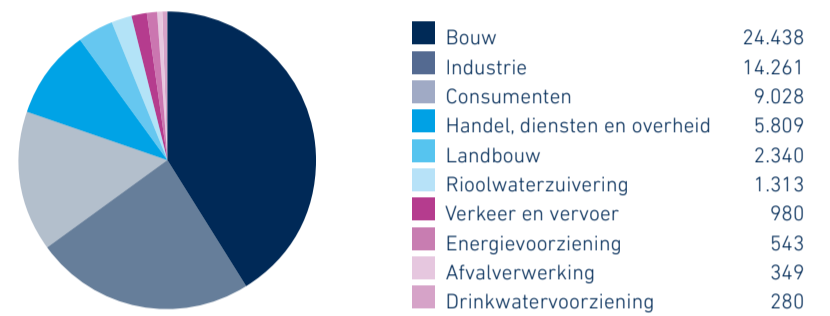 Bouw 24.438
Industrie 14.261
Consumenten 9.028
Handel, diensten en overheid 5.809
Landbouw 2.340
Rioolwaterzuivering 1.313
Verkeer en vervoer 980
Energievoorziening 543
Afvalverwerking 349
Drinkwatervoorziening 280